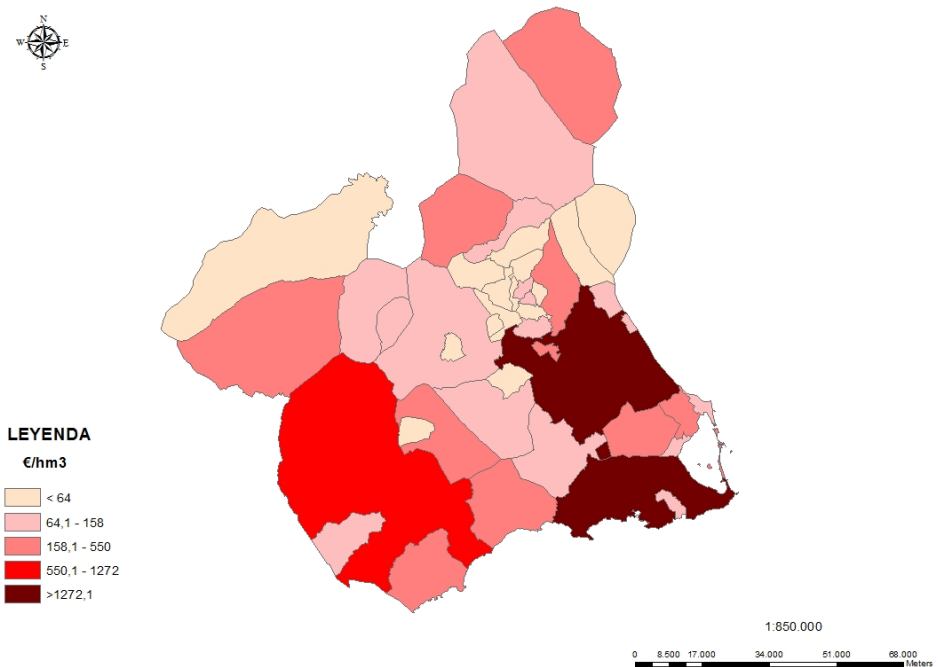 N
W E
S
LEYENDA
€/hm3
< 64
64,1 - 158
158,1 - 550
550,1 - 1272
>1272,1
1:850.000
0 8.500 17.000 34.000 51.000 68.000
Meters